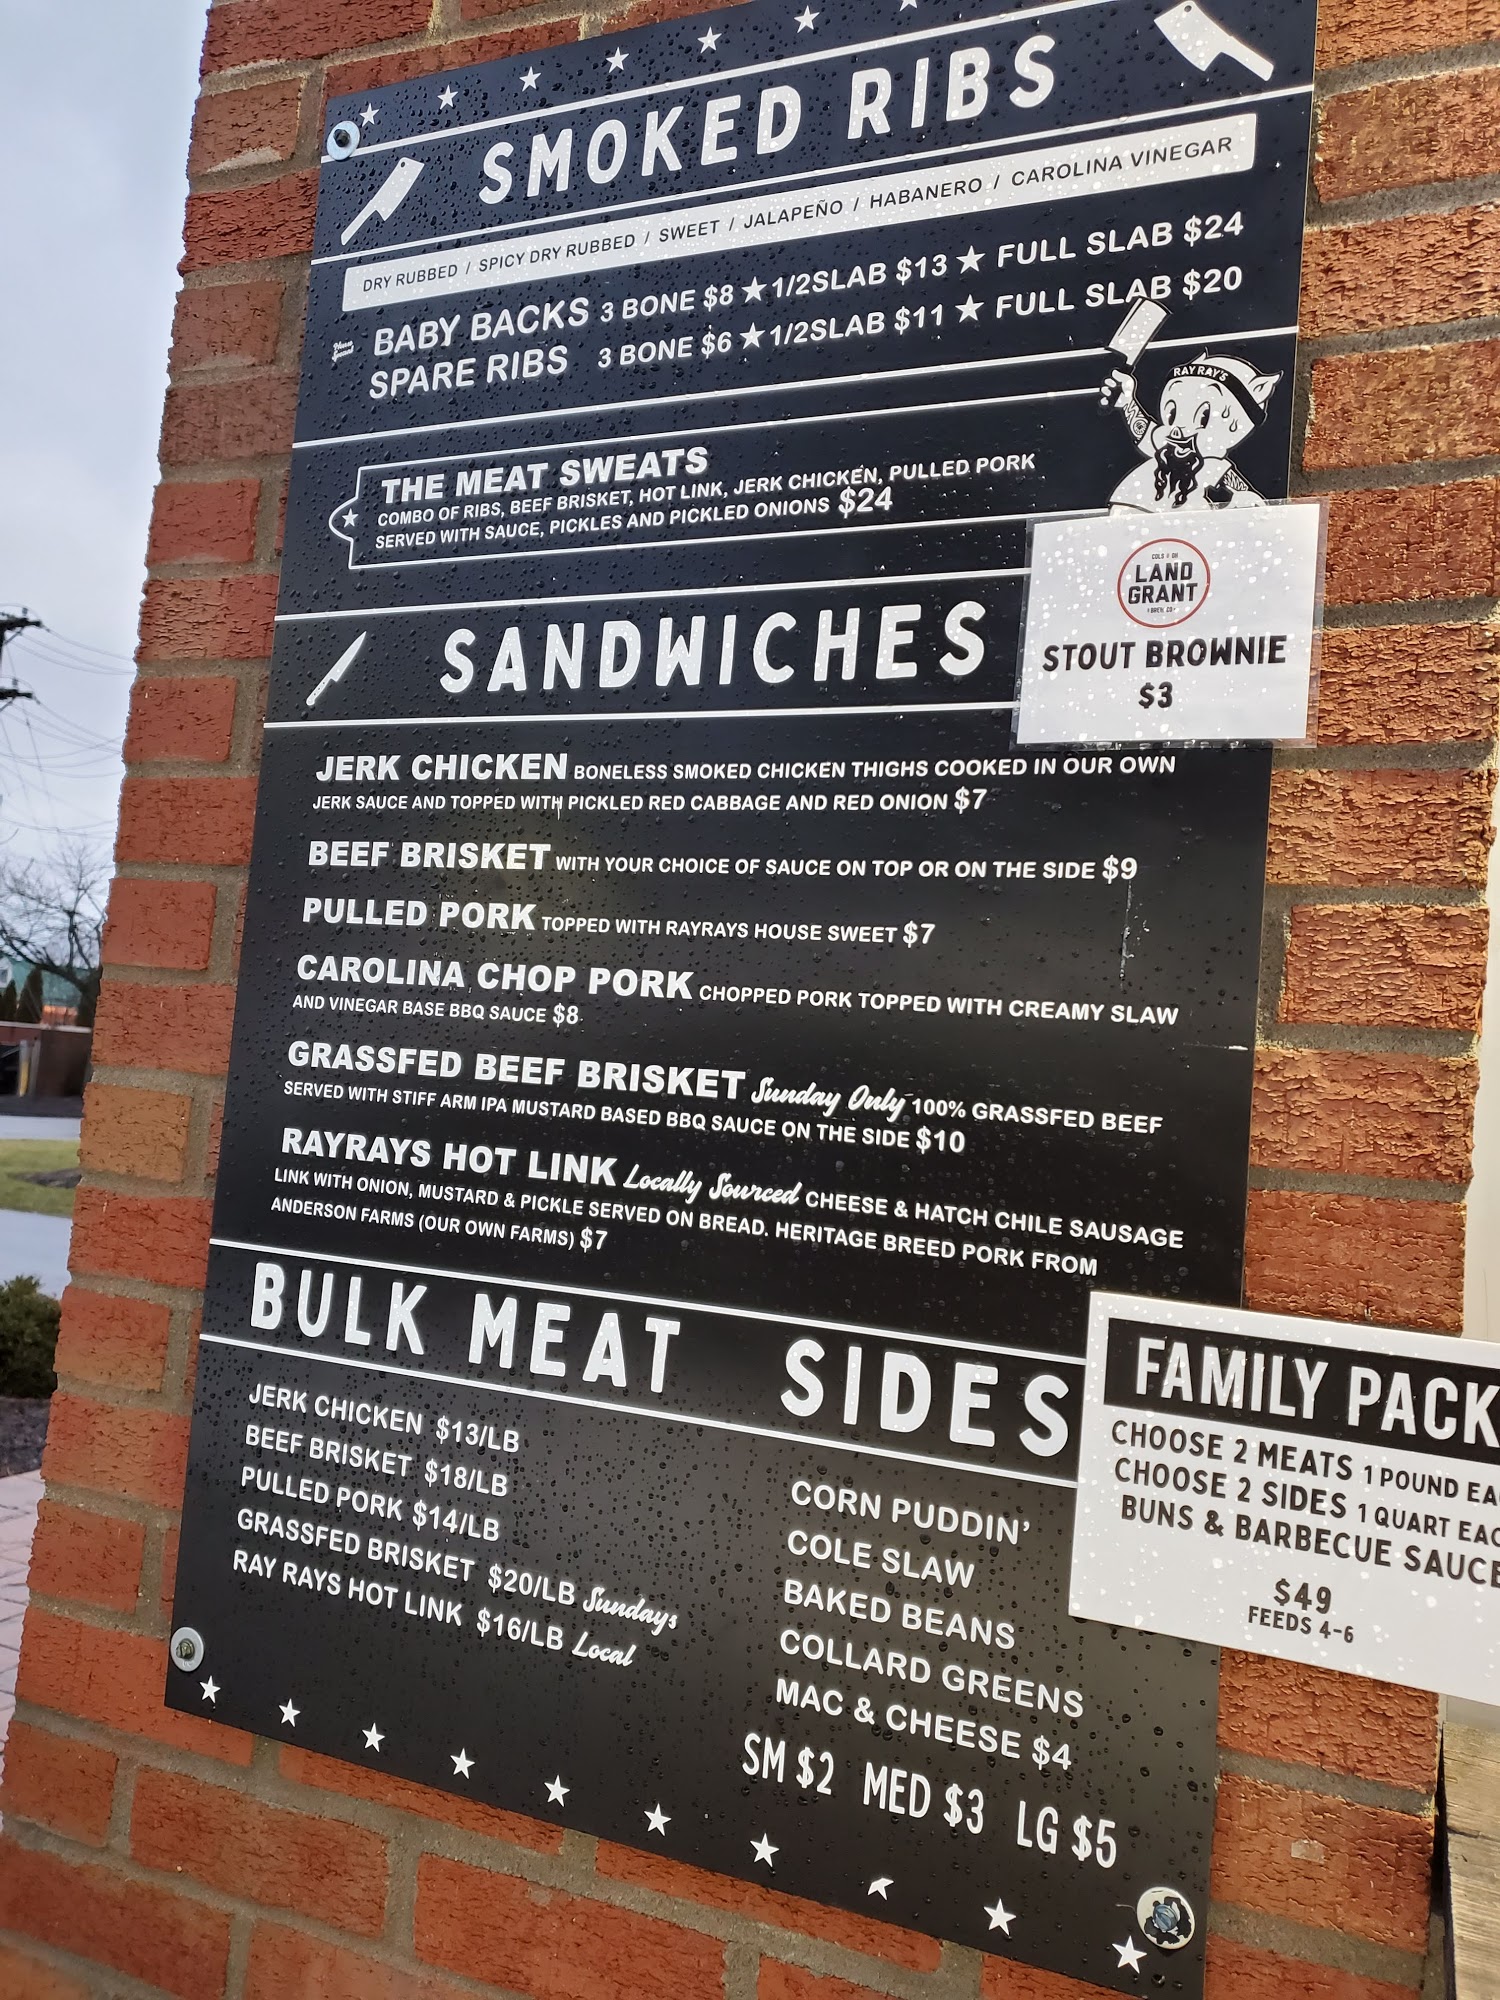 SMOKED RIBS
DRY RUBBED / SPICY DRY RUBBED / SWEET / JALAPEÑO / HABANERO / CAROLINA VINEGAR
BABY BACKS 3 BONE $8 ★ 1/2SLAB $13 ★ FULL SLAB $24
SPARE RIBS 3 BONE $6 ★ 1/2SLAB $11 ★ FULL SLAB $20
RAY RAY'S
THE MEAT SWEATS
COMBO OF RIBS, BEEF BRISKET, HOT LINK, JERK CHICKEN, PULLED PORK
SERVED WITH SAUCE, PICKLES AND PICKLED ONIONS $24
COLS OH
LAND
GRANT
BREW CO
STOUT BROWNIE
$3
SANDWICHES
JERK CHICKEN BONELESS SMOKED CHICKEN THIGHS COOKED IN OUR OWN
JERK SAUCE AND TOPPED WITH PICKLED RED CABBAGE AND RED ONION $7
BEEF BRISKET WITH YOUR CHOICE OF SAUCE ON TOP OR ON THE SIDE $9
PULLED PORK TOPPED WITH RAYRAYS HOUSE SWEET $7
CAROLINA CHOP PORK CHOPPED PORK TOPPED WITH CREAMY SLAW
AND VINEGAR BASE BBQ SAUCE $8
GRASSFED BEEF BRISKET Sunday Only 100% GRASSFED BEEF
SERVED WITH STIFF ARM IPA MUSTARD BASED BBQ SAUCE ON THE SIDE $10
RAYRAYS HOT LINK Locally Sourced CHEESE & HATCH CHILE SAUSAGE
LINK WITH ONION, MUSTARD & PICKLE SERVED ON BREAD. HERITAGE BREED PORK FROM
ANDERSON FARMS (OUR OWN FARMS) $7
BULK MEAT
JERK CHICKEN $13/LB
BEEF BRISKET $18/LB
PULLED PORK $14/LB
GRASSFED BRISKET $20/LB Sundays
RAY RAYS HOT LINK $16/LB Local
SIDES
CORN PUDDIN'
COLE SLAW
BAKED BEANS
COLLARD GREENS
MAC & CHEESE $4
SM $2 MED $3 LG $5
FAMILY PACK
CHOOSE 2 MEATS 1 POUND EA
CHOOSE 2 SIDES 1 QUART EAC
BUNS & BARBECUE SAUCE
$49
FEEDS 4-6